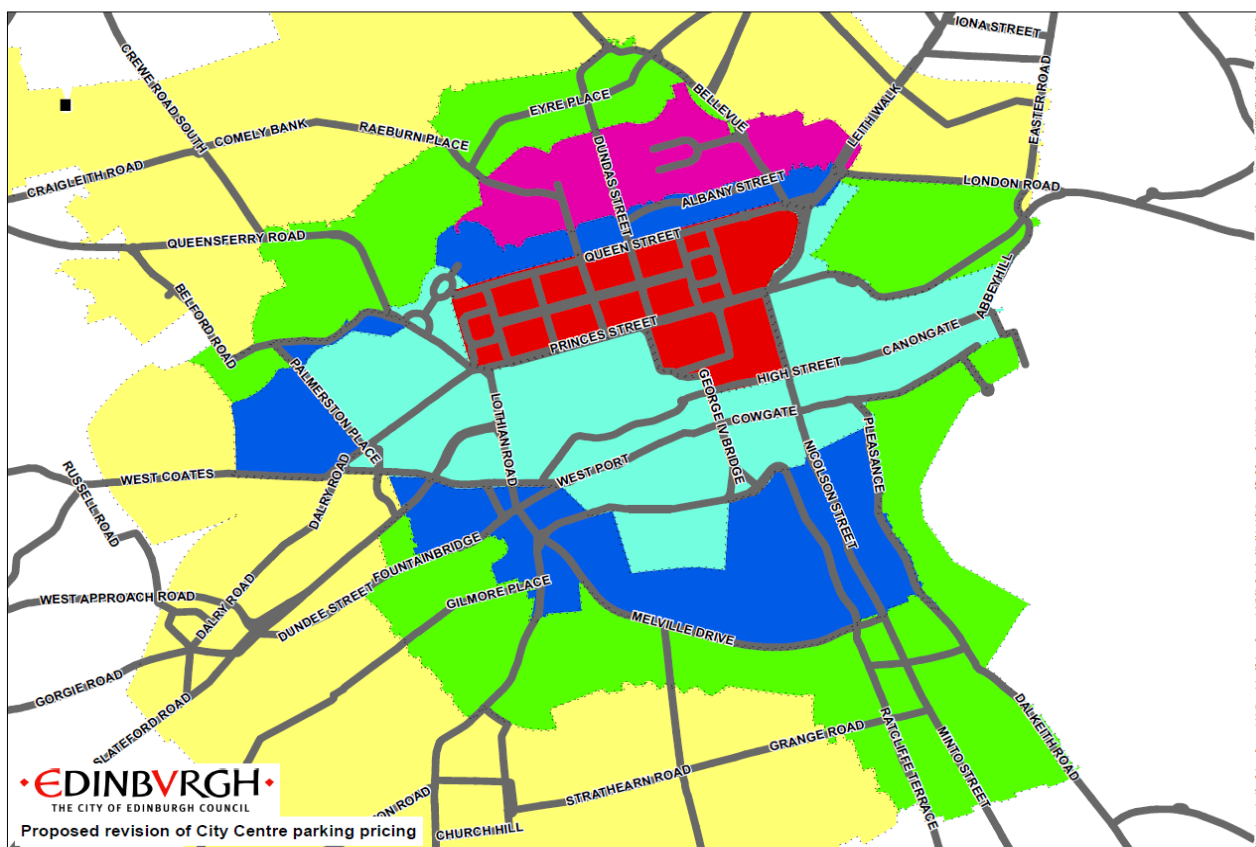 IONA STREET
CREWE ROAD SOUTH
BELLEVUE
EASTER ROAD
EYRE PLACE
LEITH WALK
COMELY BANK
RAEBURN PLACE
DUNDAS STREET
CRAIGLEITH ROAD
ALBANY STREET
LONDON ROAD
QUEENSFERRY ROAD
QUEEN STREET
BELFORD ROAD
ABBEYHILL
PRINCES STREET
CANONGATE
HIGH STREET
PALMERSTON PLACE
LOTHIAN ROAD
GEORGE IV BRIDGE
COWGATE
PLEASANCE
NICOLSON STREET
WEST PORT
WEST COATES
RUSSELL ROAD
DALRY ROAD
FOUNTAINBRIDGE
GILMORE PLACE
WEST APPROACH ROAD
DALRY ROAD
DUNDEE STREET
MELVILLE DRIVE
GORGIE ROAD
SLATEFORD ROAD
GRANGE ROAD
RATCLIFFE TERRACE
MINTO STREET
DALKEITH ROAD
STRATHEARN ROAD
ON ROAD
CHURCH HILL
EDINBVRGH
THE CITY OF EDINBURGH COUNCIL
Proposed revision of City Centre parking pricing